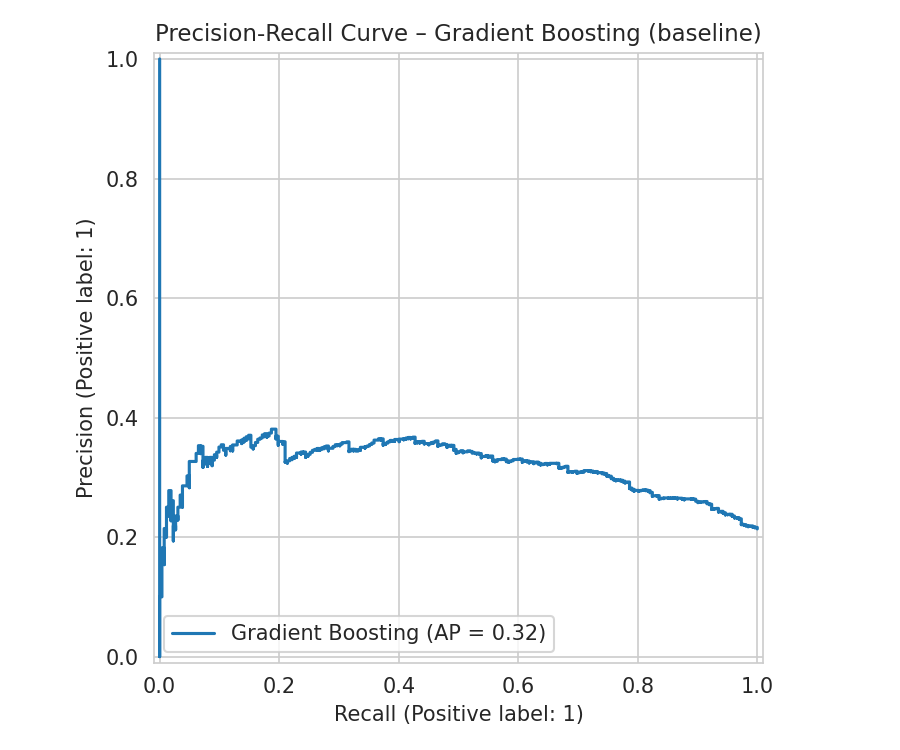 Precision-Recall Curve – Gradient Boosting (baseline)
1.0
0.8
0.6
0.4
0.2
0.0
Precision (Positive label: 1)
Gradient Boosting (AP = 0.32)
0.0 0.2 0.4 0.6 0.8 1.0
Recall (Positive label: 1)